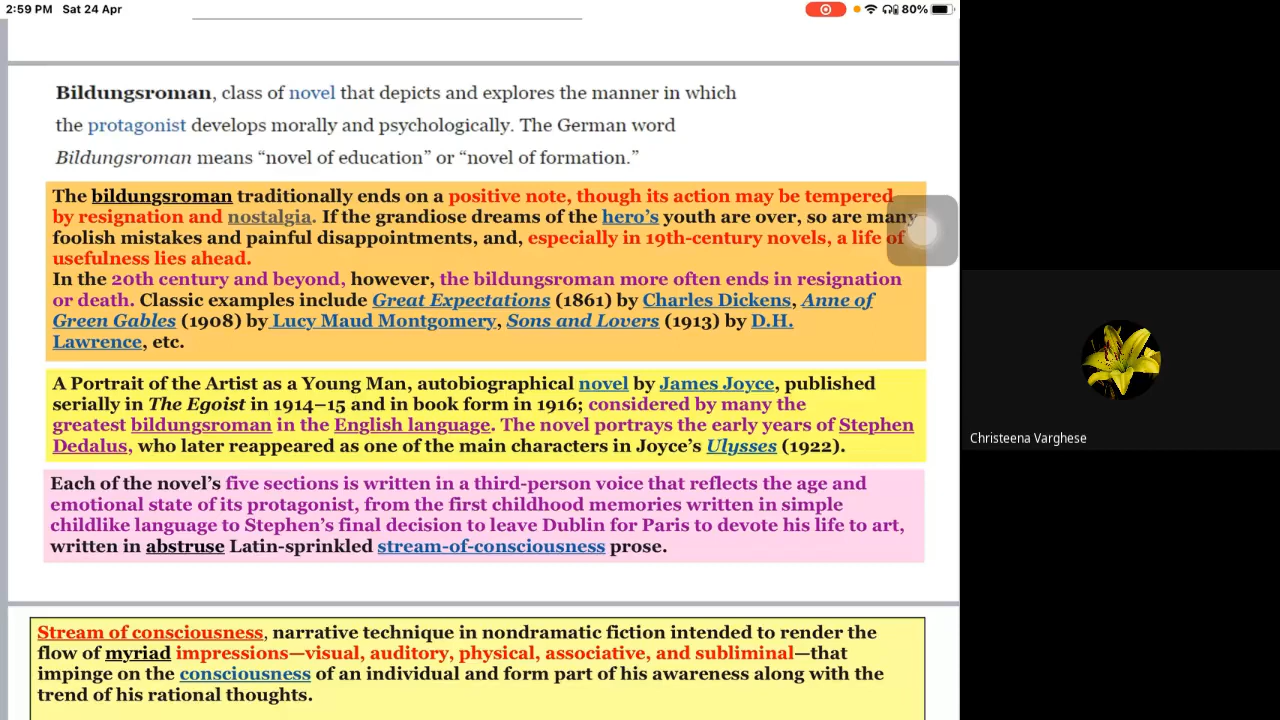 2:59 PM Sat 24 Apr
80%
Bildungsroman, class of novel that depicts and explores the manner in which
the protagonist develops morally and psychologically. The German word
Bildungsroman means “novel of education” or “novel of formation.”
The bildungsroman traditionally ends on a positive note, though its action may be tempered
by resignation and nostalgia. If the grandiose dreams of the hero’s youth are over, so are many
foolish mistakes and painful disappointments, and, especially in 19th-century novels, a life of
usefulness lies ahead.
In the 20th century and beyond, however, the bildungsroman more often ends in resignation
or death. Classic examples include Great Expectations (1861) by Charles Dickens, Anne of
Green Gables (1908) by Lucy Maud Montgomery, Sons and Lovers (1913) by D.H.
Lawrence, etc.
A Portrait of the Artist as a Young Man, autobiographical novel by James Joyce, published
serially in The Egoist in 1914–15 and in book form in 1916; considered by many the
greatest bildungsroman in the English language. The novel portrays the early years of Stephen
Dedalus, who later reappeared as one of the main characters in Joyce’s Ulysses (1922).
Each of the novel’s five sections is written in a third-person voice that reflects the age and
emotional state of its protagonist, from the first childhood memories written in simple
childlike language to Stephen’s final decision to leave Dublin for Paris to devote his life to art,
written in abstruse Latin-sprinkled stream-of-consciousness prose.
Stream of consciousness, narrative technique in nondramatic fiction intended to render the
flow of myriad impressions—visual, auditory, physical, associative, and subliminal—that
impinge on the consciousness of an individual and form part of his awareness along with the
trend of his rational thoughts.
Christeena Varghese